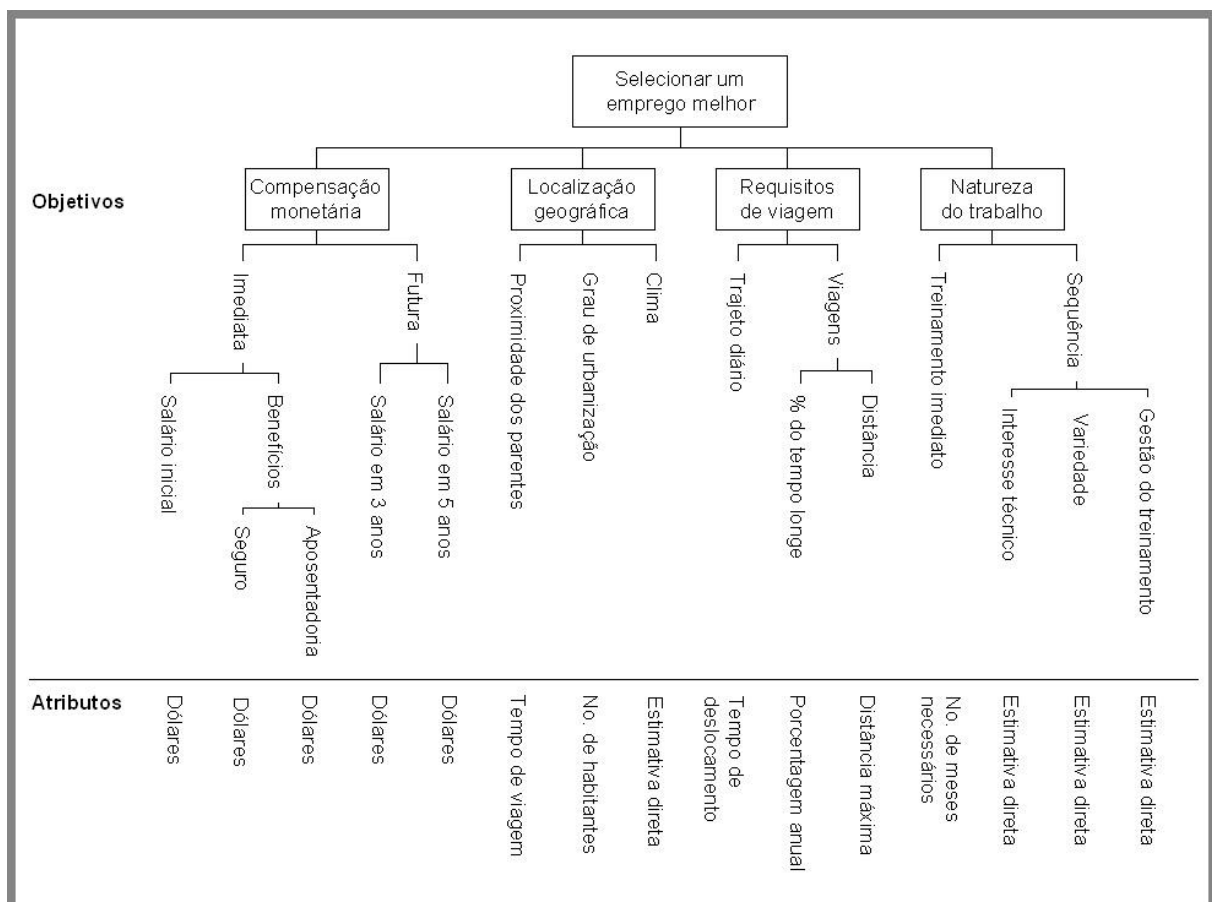 Selecionar um
emprego melhor
Objetivos
Compensação
monetária
Localização
geográfica
Requisitos
de viagem
Natureza
do trabalho
Imediata
Futura
Proximidade dos parentes
Grau de urbanização
Clima
Trajeto diário
Viagens
Treinamento imediato
Sequência
Salário inicial
Benefícios
Salário em 3 anos
Salário em 5 anos
% do tempo longe
Distância
Interesse técnico
Variedade
Gestão do treinamento
Seguro
Aposentadoria
Atributos
Dólares
Dólares
Dólares
Dólares
Dólares
Tempo de viagem
No. de habitantes
Estimativa direta
Tempo de
deslocamento
Porcentagem anual
Distância máxima
No. de meses
necessários
Estimativa direta
Estimativa direta
Estimativa direta